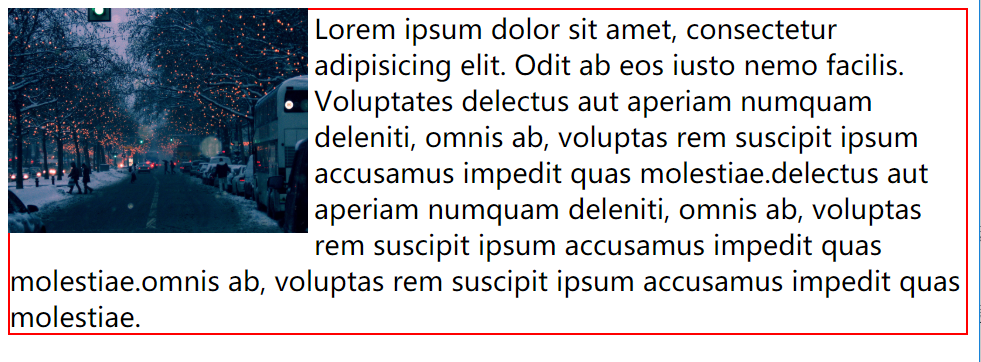 Lorem ipsum dolor sit amet, consectetur
adipisicing elit. Odit ab eos iusto nemo facilis.
Voluptates delectus aut aperiam numquam
deleniti, omnis ab, voluptas rem suscipit ipsum
accusamus impedit quas molestiae.delectus aut
aperiam numquam deleniti, omnis ab, voluptas
rem suscipit ipsum accusamus impedit quas
molestiae.omnis ab, voluptas rem suscipit ipsum accusamus impedit quas
molestiae.